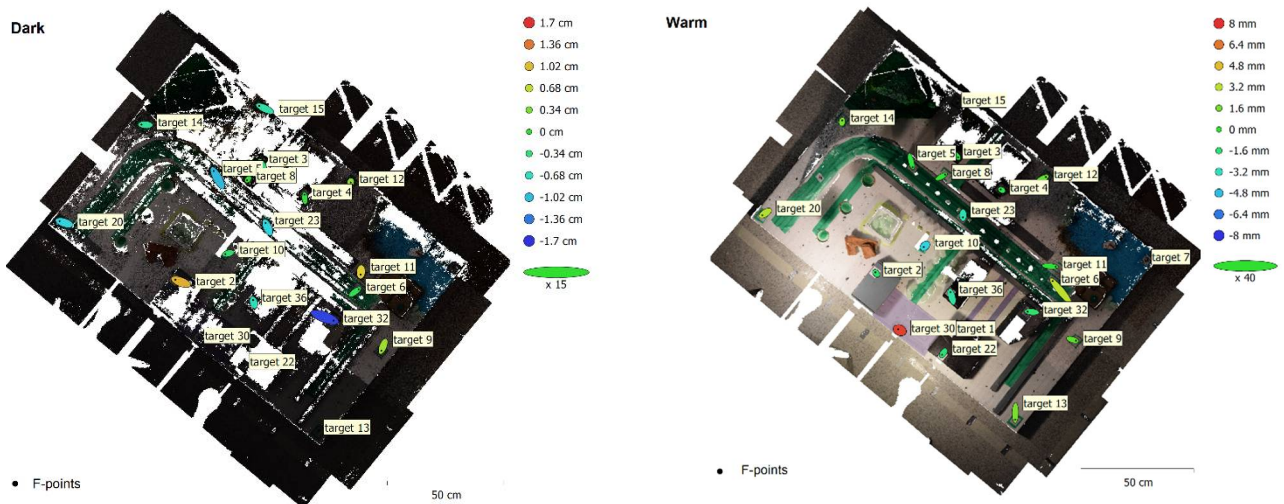 Dark
target 15
target 14
target 3
target
target 8
target 12
target 4
target 20
target 23
target 10
target 11
target 2
target 6
target 36
target 32
target 30
target 9
target 22
target 13
F-points
50 cm
1.7 cm
1.36 cm
1.02 cm
0.68 cm
0.34 cm
0 cm
-0.34 cm
-0.68 cm
-1.02 cm
-1.36 cm
-1.7 cm
x 15
Warm
target 15
target 14
target 5
target 3
target 8
target 12
target 4
target 20
target 23
target 10
target 7
target 11
target 2
target 6
target 36
target 32
target 30
target 1
target 9
target 22
target 13
F-points
50 cm
8 mm
6.4 mm
4.8 mm
3.2 mm
1.6 mm
0 mm
-1.6 mm
-3.2 mm
-4.8 mm
-6.4 mm
-8 mm
x 40